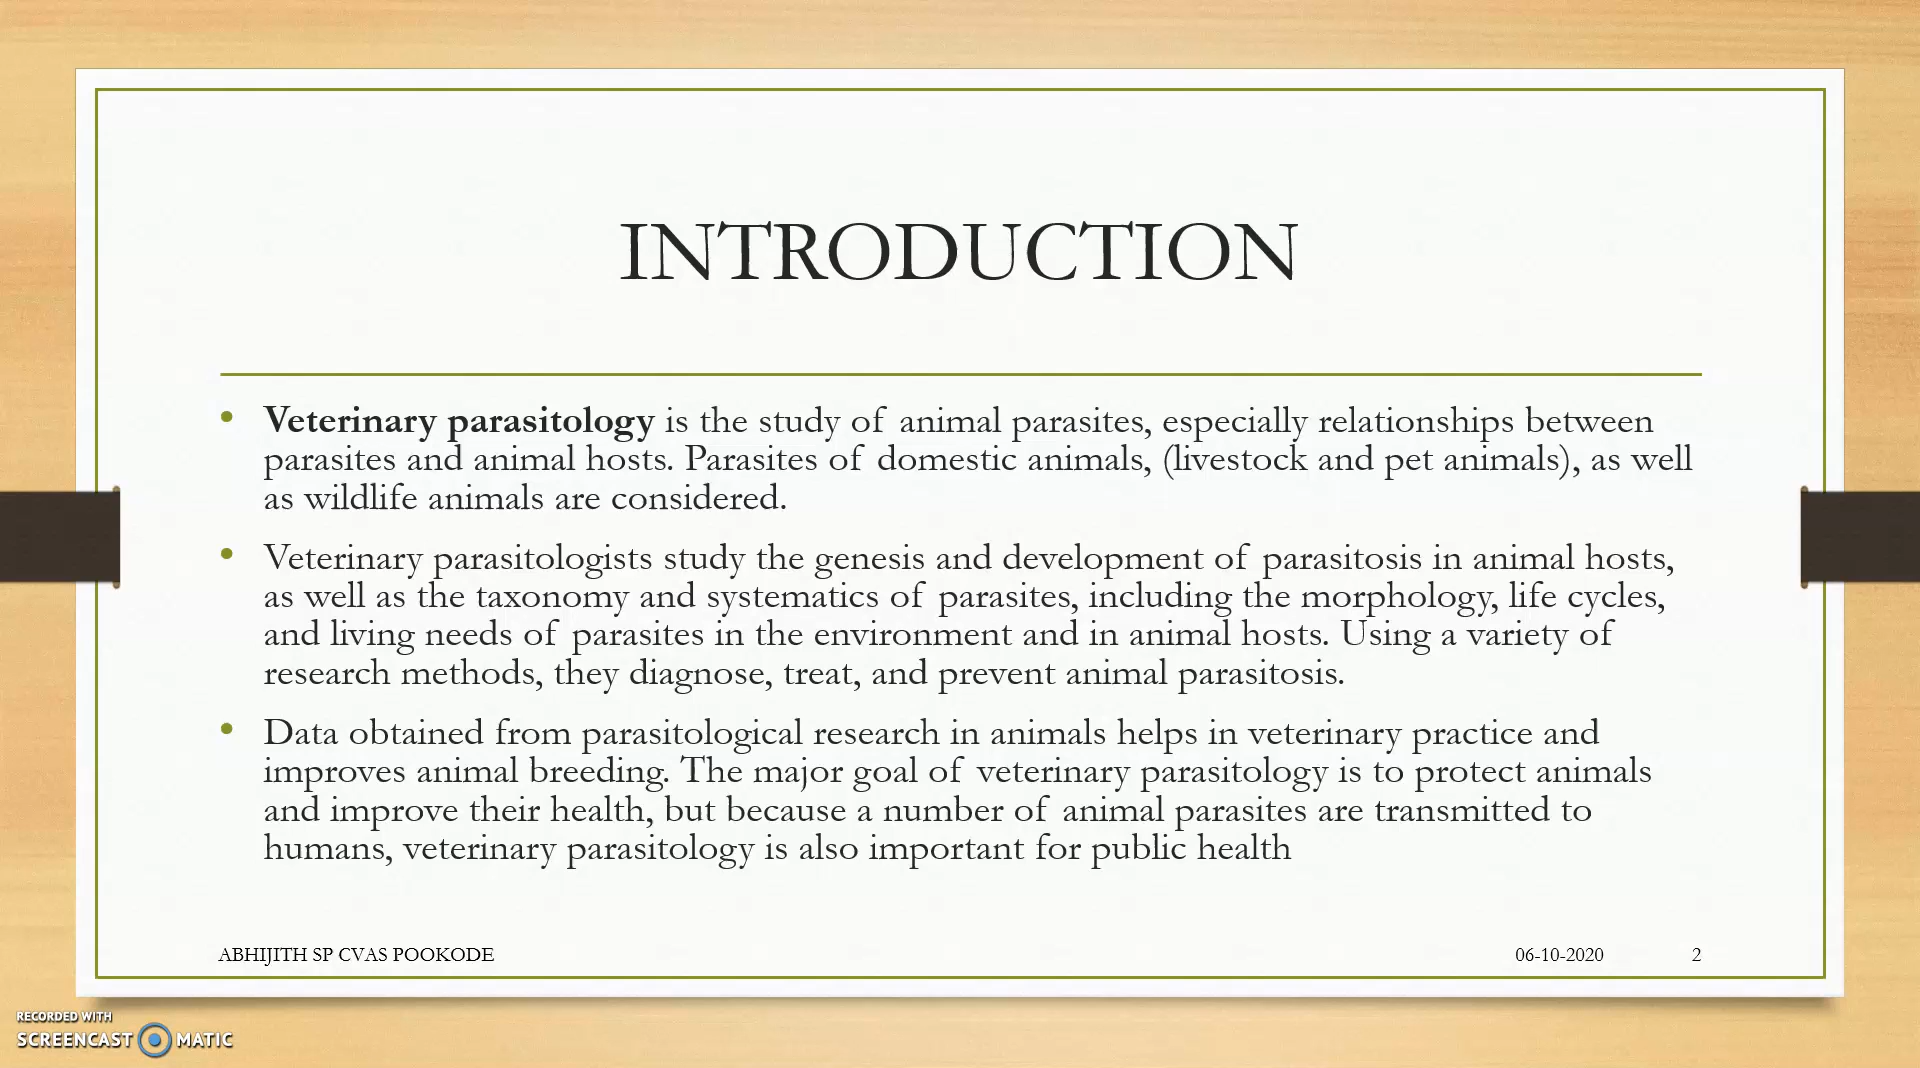 INTRODUCTION
• Veterinary parasitology is the study of animal parasites, especially relationships between
parasites and animal hosts. Parasites of domestic animals, (livestock and pet animals), as well
as wildlife animals are considered.
• Veterinary parasitologists study the genesis and development of parasitosis in animal hosts,
as well as the taxonomy and systematics of parasites, including the morphology, life cycles,
and living needs of parasites in the environment and in animal hosts. Using a variety of
research methods, they diagnose, treat, and prevent animal parasitosis.
• Data obtained from parasitological research in animals helps in veterinary practice and
improves animal breeding. The major goal of veterinary parasitology is to protect animals
and improve their health, but because a number of animal parasites are transmitted to
humans, veterinary parasitology is also important for public health
ABHIJITH SP CVAS POOKODE 06-10-2020 2
RECORDED WITH
SCREENCAST MATIC